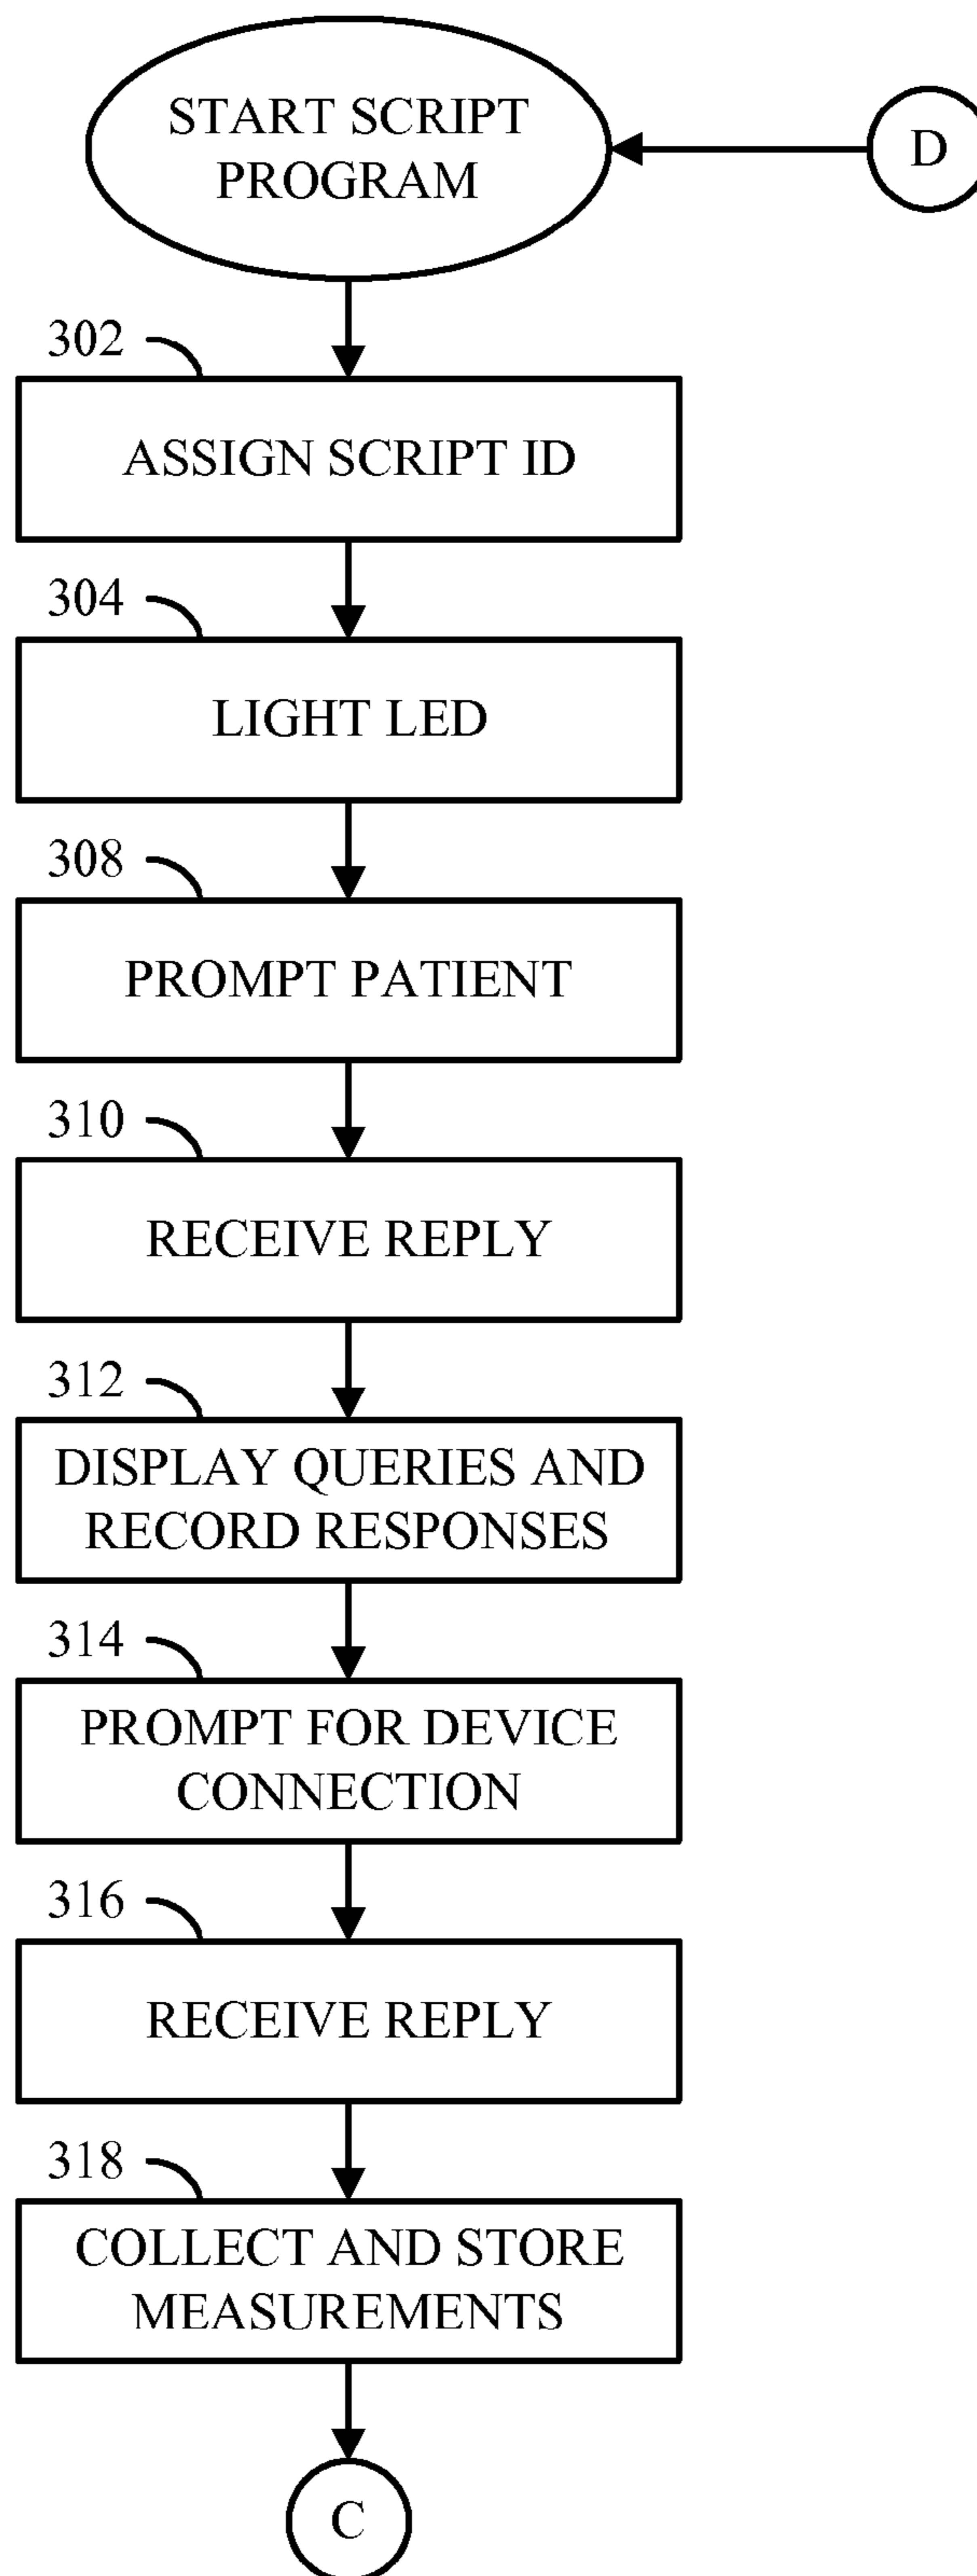 START SCRIPT
PROGRAM
D
302
ASSIGN SCRIPT ID
304
LIGHT LED
308
PROMPT PATIENT
310
RECEIVE REPLY
312
DISPLAY QUERIES AND
RECORD RESPONSES
314
PROMPT FOR DEVICE
CONNECTION
316
RECEIVE REPLY
318
COLLECT AND STORE
MEASUREMENTS
C